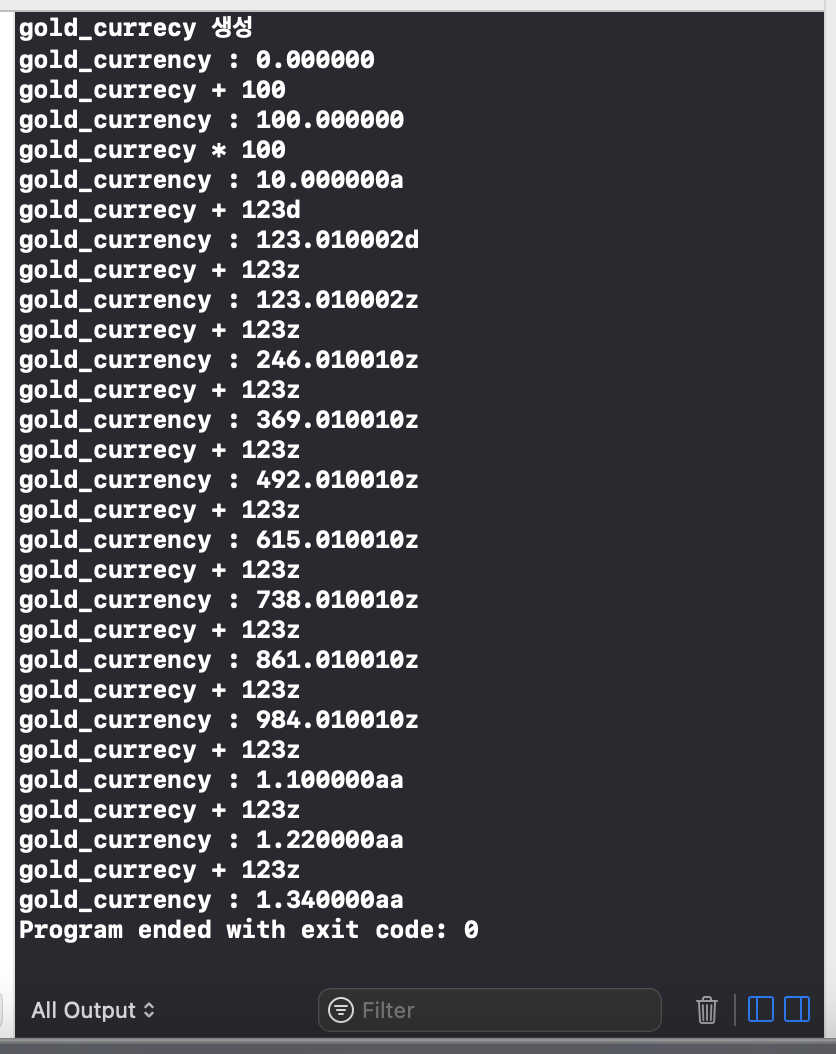 gold_currecy 생성
gold_currency : 0.000000
gold_currecy + 100
gold_currency : 100.000000
gold_currecy * 100
gold_currency : 10.000000a
gold_currecy + 123d
gold_currency : 123.010002d
gold_currecy + 123z
gold_currency : 123.010002z
gold_currecy + 123z
gold_currency : 246.010010z
gold_currecy + 123z
gold_currency : 369.010010z
gold_currecy + 123z
gold_currency : 492.010010z
gold_currecy + 123z
gold_currency : 615.010010z
gold_currecy + 123z
gold_currency : 738.010010z
gold_currecy + 123z
gold_currency : 861.010010z
gold_currecy + 123z
gold_currency : 984.010010z
gold_currecy + 123z
gold_currency : 1.100000aa
gold_currecy + 123z
gold_currency : 1.220000aa
gold_currecy + 123z
gold_currency : 1.340000aa
Program ended with exit code: 0
All Output
Filter